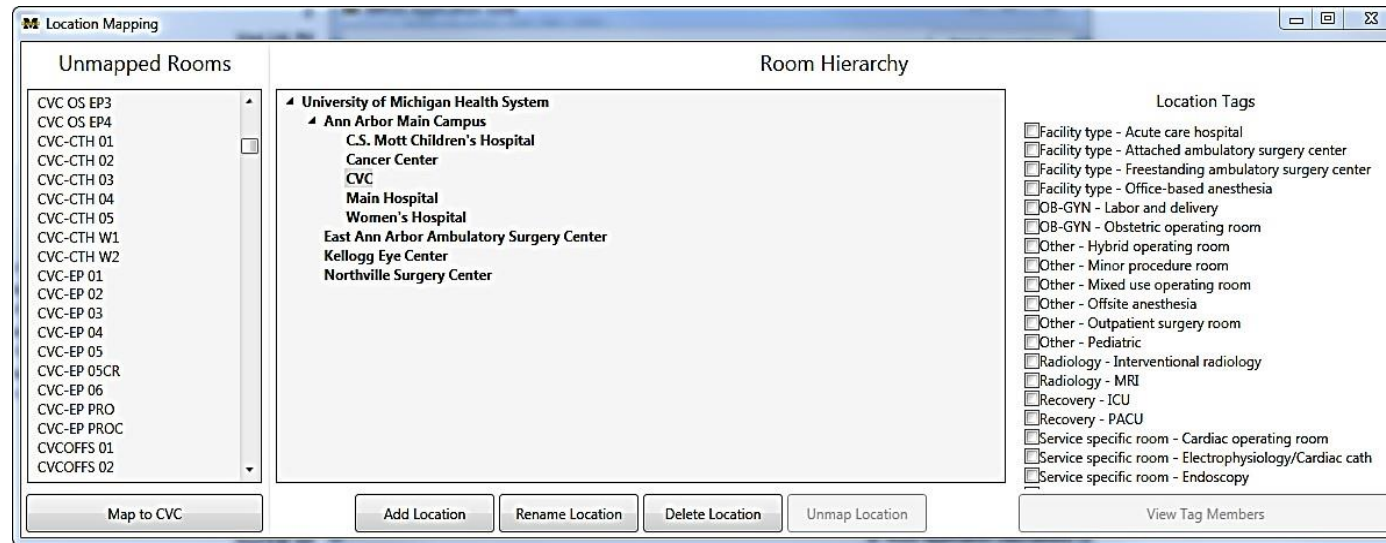 Location Mapping
Unmapped Rooms
CVC OS EP3
CVC OS EP4
CVC-CTH 01
CVC-CTH 02
CVC-CTH 03
CVC-CTH 04
CVC-CTH 05
CVC-CTH W1
CVC-CTH W2
CVC-EP 01
CVC-EP 02
CVC-EP 03
CVC-EP 04
CVC-EP 05
CVC-EP 05CR
CVC-EP 06
CVC-EP PRO
CVC-EP PROC
CVCOFFS 01
CVCOFFS 02
Map to CVC
Room Hierarchy
University of Michigan Health System
Ann Arbor Main Campus
C.S. Mott Children's Hospital
Cancer Center
CVC
Main Hospital
Women's Hospital
East Ann Arbor Ambulatory Surgery Center
Kellogg Eye Center
Northville Surgery Center
Add Location
Rename Location
Delete Location
Unmap Location
Location Tags
Facility type - Acute care hospital
Facility type - Attached ambulatory surgery center
Facility type - Freestanding ambulatory surgery center
Facility type - Office-based anesthesia
OB-GYN - Labor and delivery
OB-GYN - Obstetric operating room
Other - Hybrid operating room
Other - Minor procedure room
Other - Mixed use operating room
Other - Offsite anesthesia
Other - Outpatient surgery room
Other - Pediatric
Radiology - Interventional radiology
Radiology - MRI
Recovery - ICU
Recovery - PACU
Service specific room - Cardiac operating room
Service specific room - Electrophysiology/Cardiac cath
Service specific room - Endoscopy
View Tag Members